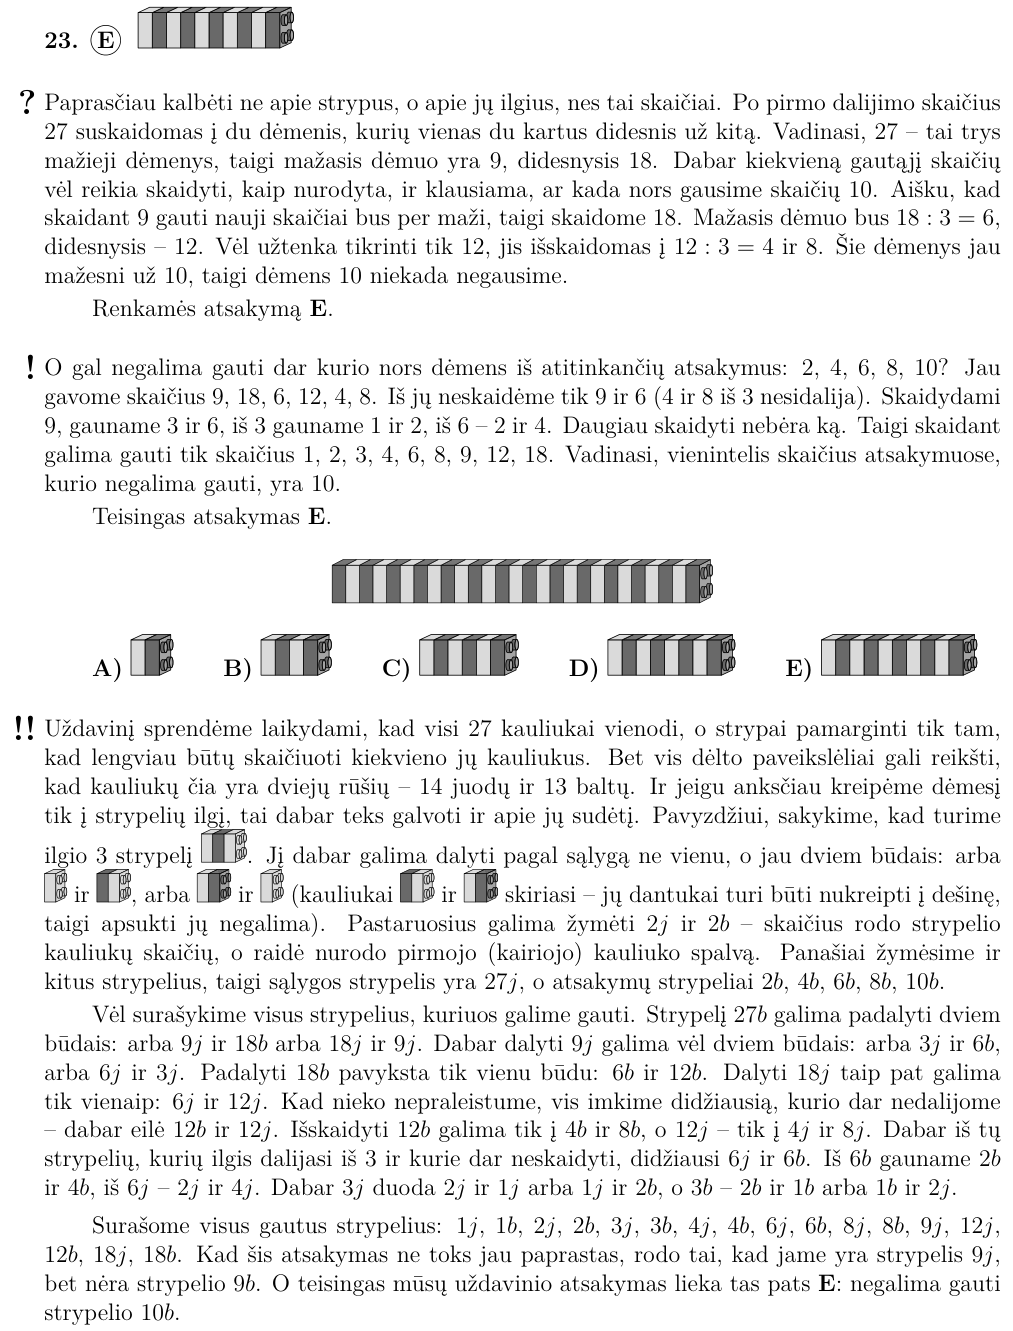 23. E
? Paprasčiau kalbėti ne apie strypus, o apie jų ilgius, nes tai skaičiai. Po pirmo dalijimo skaičius
27 suskaidomas į du dėmenis, kurių vienas du kartus didesnis už kitą. Vadinasi, 27 – tai trys
mažieji dėmenys, taigi mažasis dėmuo yra 9, didesnysis 18. Dabar kiekvieną gautąjį skaičių
vėl reikia skaidyti, kaip nurodyta, ir klausiama, ar kada nors gausime skaičių 10. Aišku, kad
skaidant 9 gauti nauji skaičiai bus per maži, taigi skaidome 18. Mažasis dėmuo bus 18 : 3 = 6,
didesnysis – 12. Vėl užtenka tikrinti tik 12, jis išskaidomas į 12 : 3 = 4 ir 8. Šie dėmenys jau
mažesni už 10, taigi dėmens 10 niekada negausime.
Renkamės atsakymą E.
! O gal negalima gauti dar kurio nors dėmens iš atitinkančių atsakymus: 2, 4, 6, 8, 10? Jau
gavome skaičius 9, 18, 6, 12, 4, 8. Iš jų neskaidėme tik 9 ir 6 (4 ir 8 iš 3 nesidalija). Skaidydami
9, gauname 3 ir 6, iš 3 gauname 1 ir 2, iš 6 – 2 ir 4. Daugiau skaidyti nebėra ką. Taigi skaidant
galima gauti tik skaičius 1, 2, 3, 4, 6, 8, 9, 12, 18. Vadinasi, vienintelis skaičius atsakymuose,
kurio negalima gauti, yra 10.
Teisingas atsakymas E.
A) B) C) D) E)
!! Uždavinį sprendėme laikydami, kad visi 27 kauliukai vienodi, o strypai pamarginti tik tam,
kad lengviau būtų skaičiuoti kiekvieno jų kauliukus. Bet vis dėlto paveikslėliai gali reikšti,
kad kauliukų čia yra dviejų rūšių – 14 juodų ir 13 baltų. Ir jeigu anksčiau kreipėme dėmesį
tik į strypelių ilgį, tai dabar teks galvoti ir apie jų sudėtį. Pavyzdžiui, sakykime, kad turime
ilgio 3 strypelį . Jį dabar galima dalyti pagal sąlygą ne vienu, o jau dviem būdais: arba
ir , arba ir (kauliukai ir skiriasi – jų dantukai turi būti nukreipti į dešinę,
taigi apsukti jų negalima). Pastaruosius galima žymėti 2j ir 2b – skaičius rodo strypelio
kauliukų skaičių, o raidė nurodo pirmojo (kairiojo) kauliuko spalvą. Panašiai žymėsime ir
kitus strypelius, taigi sąlygos strypelis yra 27j, o atsakymų strypeliai 2b, 4b, 6b, 8b, 10b.
Vėl surašykime visus strypelius, kuriuos galime gauti. Strypelį 27b galima padalyti dviem
būdais: arba 9j ir 18b arba 18j ir 9j. Dabar dalyti 9j galima vėl dviem būdais: arba 3j ir 6b,
arba 6j ir 3j. Padalyti 18b pavyksta tik vienu būdu: 6b ir 12b. Dalyti 18j taip pat galima
tik vienaip: 6j ir 12j. Kad nieko nepraleistume, vis imkime didžiausią, kurio dar nedalijome
– dabar eilė 12b ir 12j. Išskaidyti 12b galima tik į 4b ir 8b, o 12j – tik į 4j ir 8j. Dabar iš tų
strypelių, kurių ilgis dalijasi iš 3 ir kurie dar neskaidyti, didžiausi 6j ir 6b. Iš 6b gauname 2b
ir 4b, iš 6j – 2j ir 4j. Dabar 3j duoda 2j ir 1j arba 1j ir 2b, o 3b – 2b ir 1b arba 1b ir 2j.
Surašome visus gautus strypelius: 1j, 1b, 2j, 2b, 3j, 3b, 4j, 4b, 6j, 6b, 8j, 8b, 9j, 12j,
12b, 18j, 18b. Kad šis atsakymas ne toks jau paprastas, rodo tai, kad jame yra strypelis 9j,
bet nėra strypelio 9b. O teisingas mūsų uždavinio atsakymas lieka tas pats E: negalima gauti
strypelio 10b.